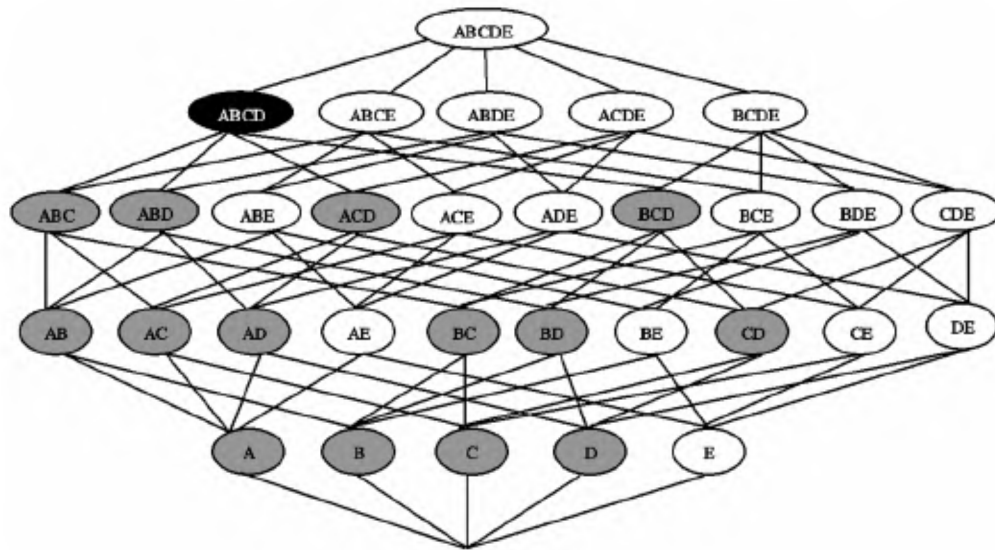 ABCDE
ABCD ABCE ABDE ACDE BCDE
ABC ABD ABE ACD ACE ADE BCD BCE BDE CDE
AB AC AD AE BC BD BE CD CE DE
A B C D E